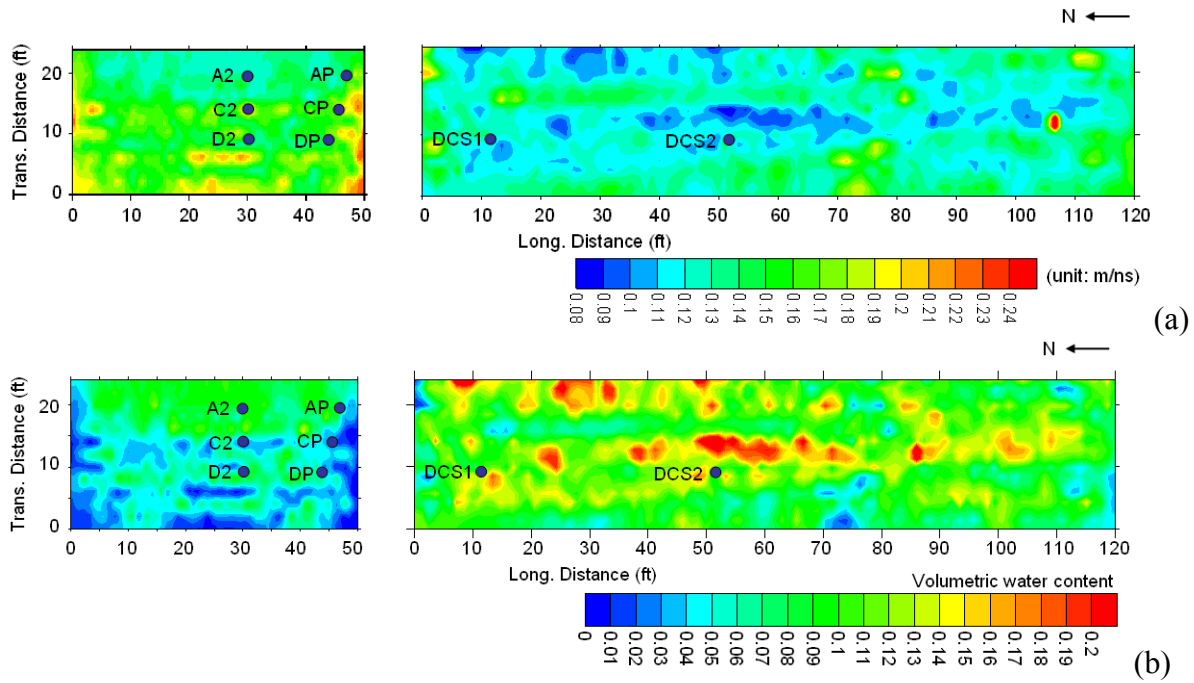 N
Trans. Distance (ft)
20
10
0
A2
AP
C2
CP
D2
DP
DCS1
DCS2
0 10 20 30 40 50
0 10 20 30 40 50 60 70 80 90 100 110 120
Long. Distance (ft)
(unit: m/ns)
0.08 0.09 0.1 0.11 0.12 0.13 0.14 0.15 0.16 0.17 0.18 0.19 0.2 0.21 0.22 0.23 0.24
(a)
N
Trans. Distance (ft)
20
10
0
A2
AP
C2
CP
D2
DP
DCS1
DCS2
0 10 20 30 40 50
0 10 20 30 40 50 60 70 80 90 100 110 120
Long. Distance (ft)
Volumetric water content
0 0.01 0.02 0.03 0.04 0.05 0.06 0.07 0.08 0.09 0.1 0.11 0.12 0.13 0.14 0.15 0.16 0.17 0.18 0.19 0.2
(b)